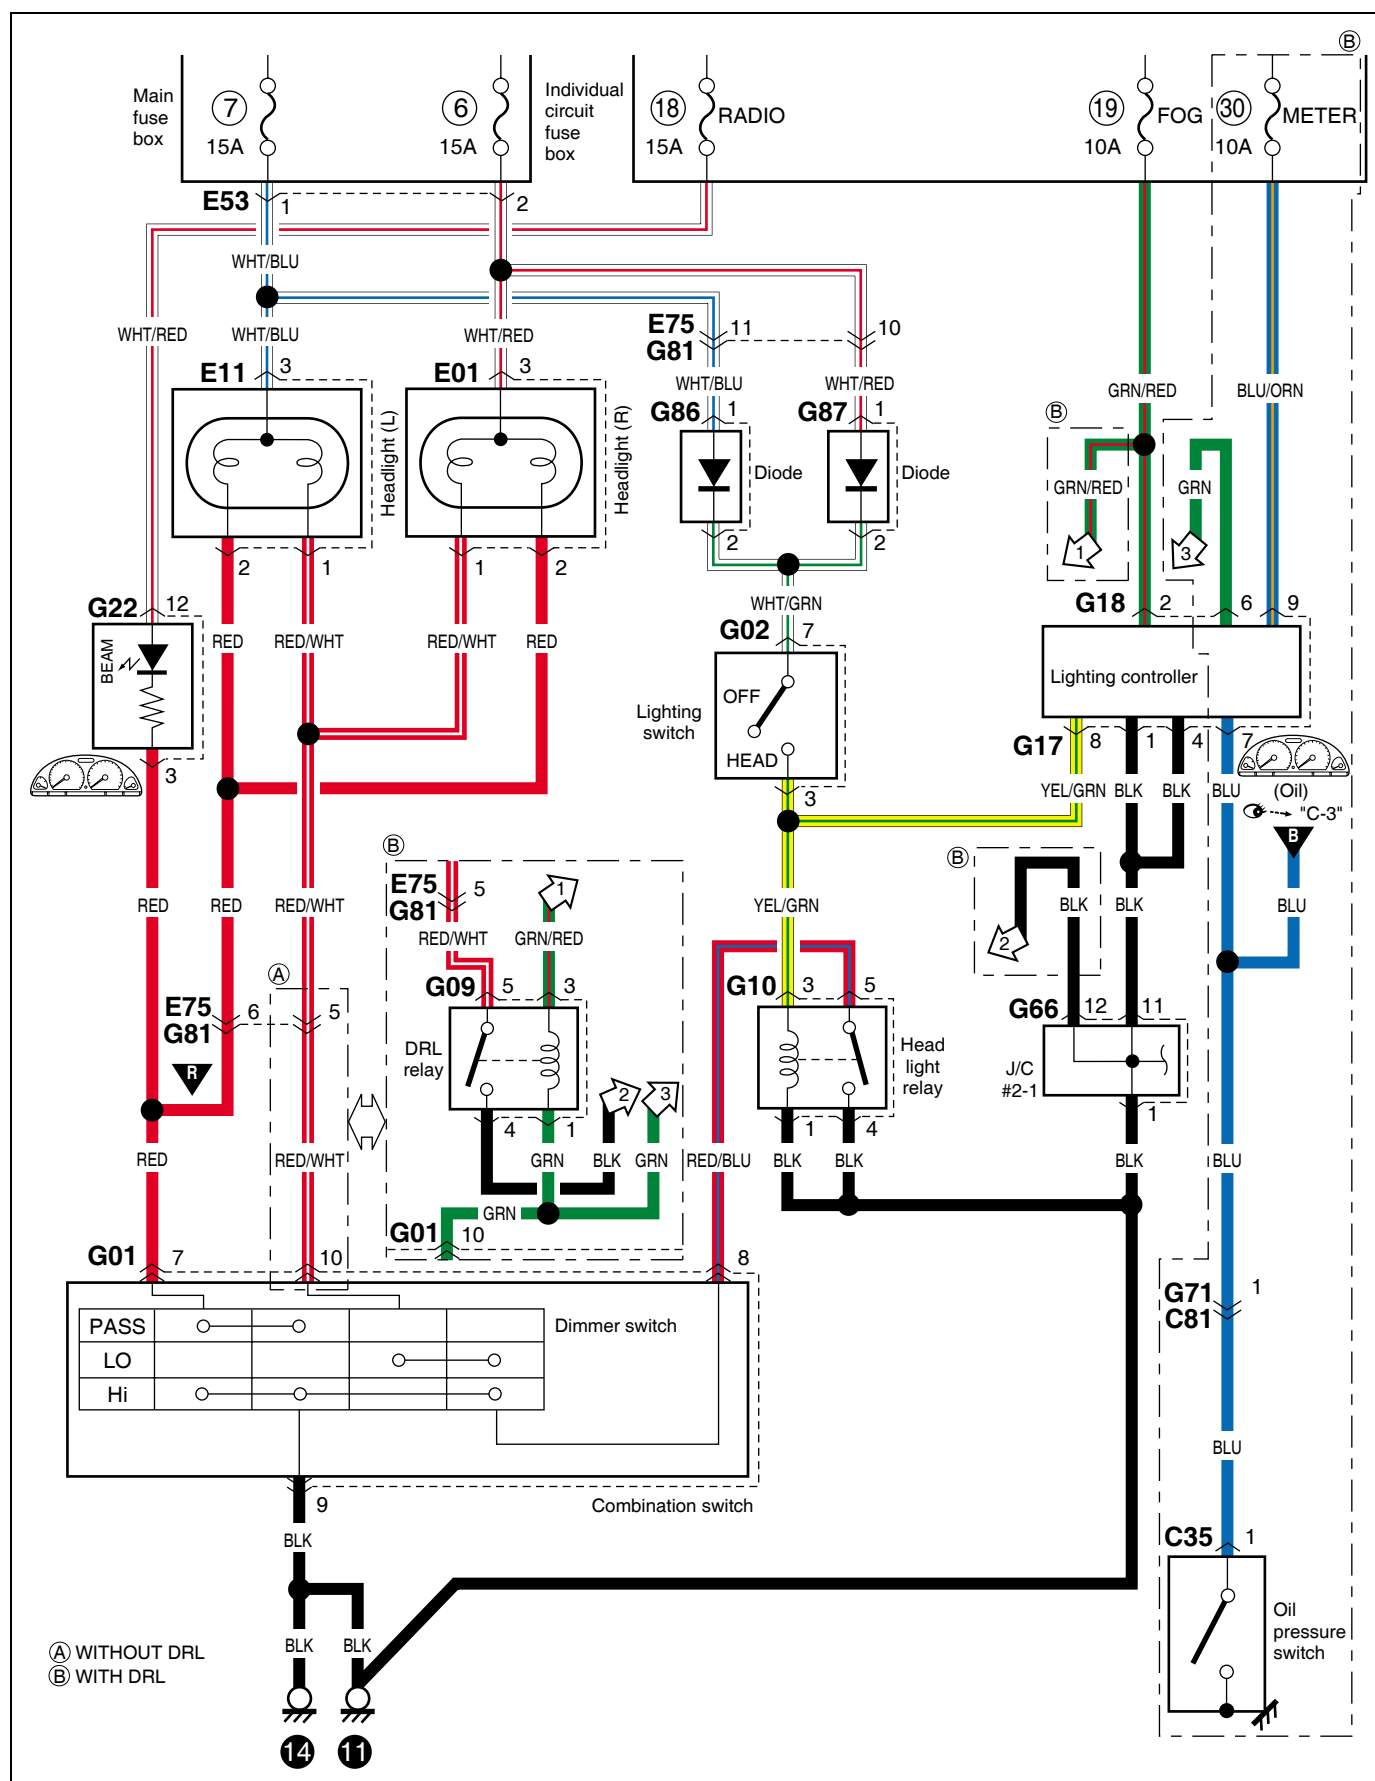 B
Main
fuse
box
7
15A
6
15A
Individual
circuit
fuse
box
18
15A
RADIO
19
10A
FOG
30
10A
METER
E53
1
2
WHT/BLU
WHT/RED
WHT/BLU
WHT/RED
E75
G81
11
10
E11
3
E01
3
WHT/BLU
WHT/RED
GRN/RED
BLU/ORN
G86
1
G87
1
B
Headlight (L)
Headlight (R)
Diode
Diode
GRN/RED
GRN
1
3
2
1
1
2
2
2
G22
12
WHT/GRN
G18
2
6
9
RED
RED/WHT
RED/WHT
RED
G02
7
BEAM
OFF
HEAD
Lighting
switch
Lighting controller
3
G17
8
1
4
7
3
YEL/GRN
BLK
BLK
BLU
(Oil)
"C-3"
B
B
B
E75
G81
5
1
RED
RED
RED/WHT
RED/WHT
GRN/RED
YEL/GRN
BLK
BLK
BLU
2
A
G09
5
3
G10
3
5
E75
G81
6
5
G66
12
11
R
DRL
relay
Head
light
relay
J/C
#2-1
2
3
4
1
1
4
1
RED
RED/WHT
GRN
BLK
GRN
RED/BLU
BLK
BLK
BLK
BLU
GRN
G01
10
G01
7
10
8
G71
C81
1
PASS
LO
Hi
Dimmer switch
BLU
9
Combination switch
BLK
C35
1
BLK
BLK
Oil
pressure
switch
A WITHOUT DRL
B WITH DRL
14
11